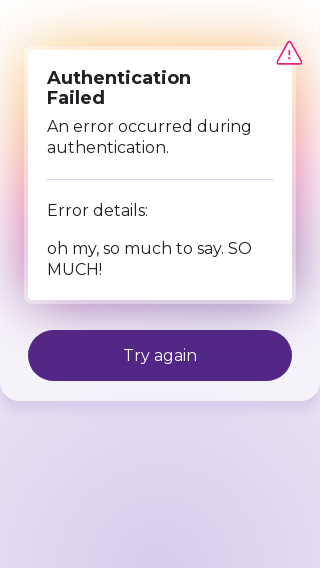 Authentication
Failed
An error occurred during
authentication.
Error details:
oh my, so much to say. SO
MUCH!
Try again